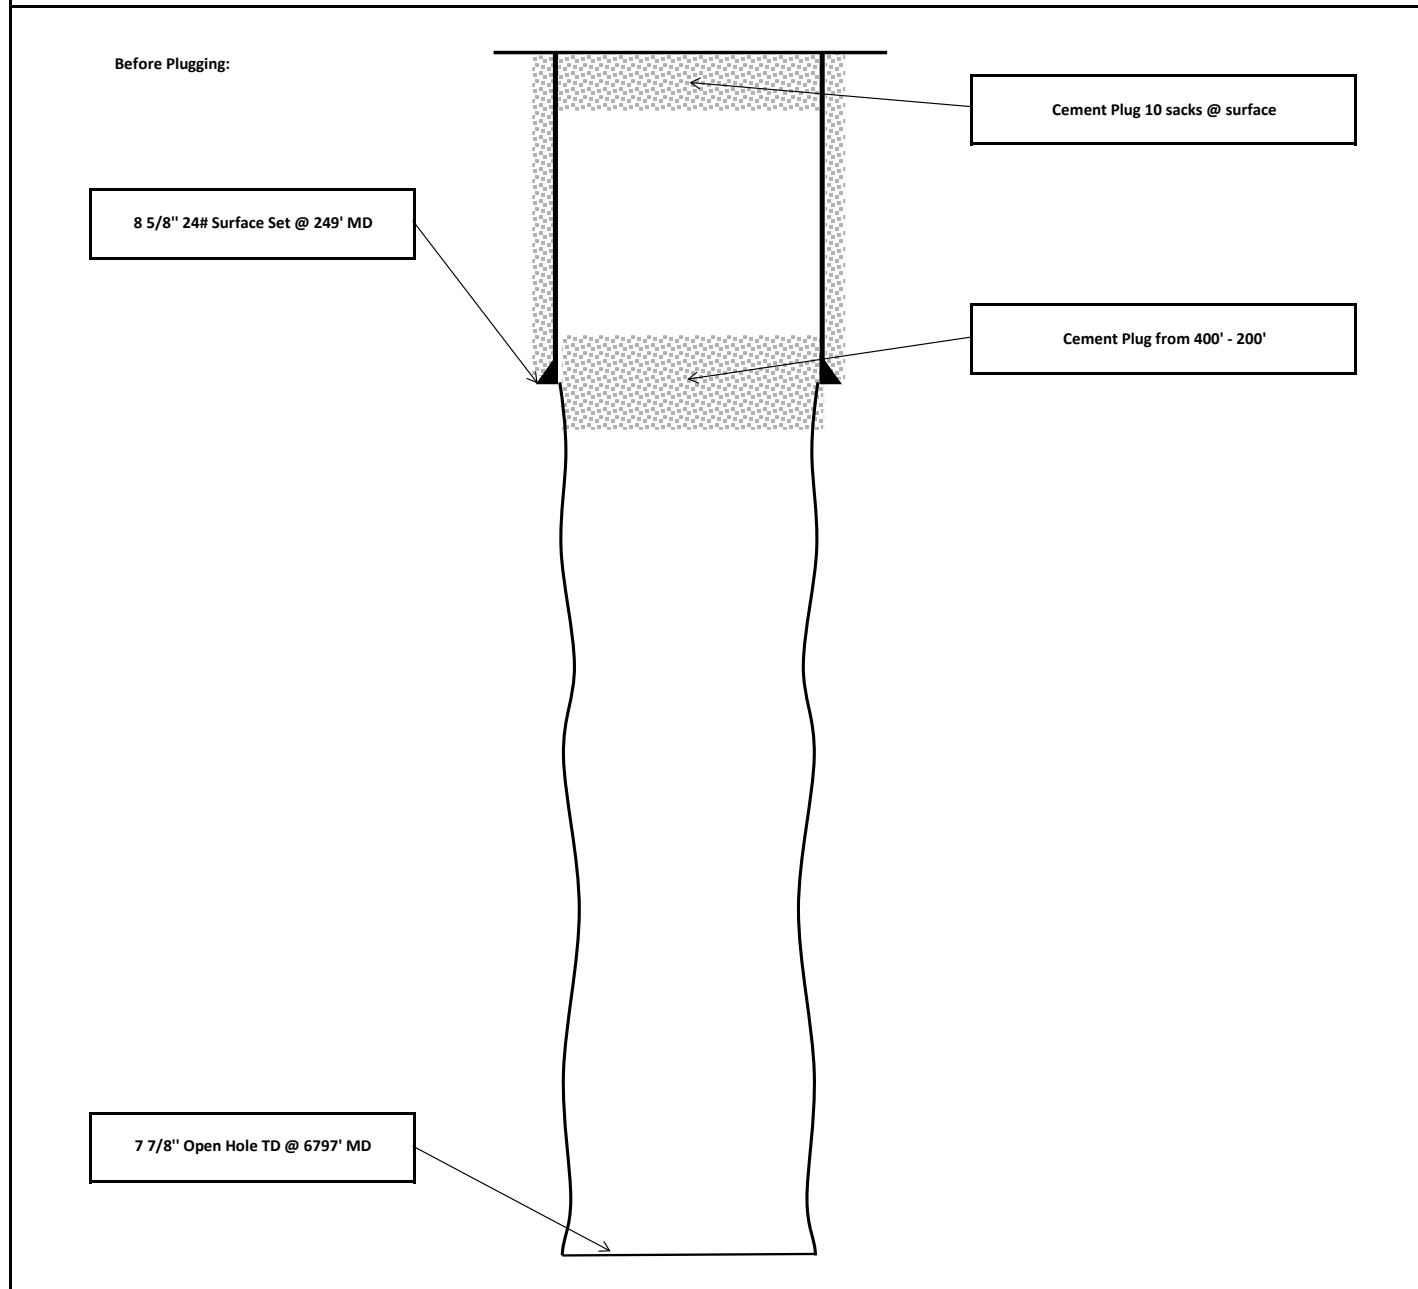 Before Plugging:
Cement Plug 10 sacks @ surface
8 5/8" 24# Surface Set @ 249' MD
Cement Plug from 400' - 200'
7 7/8" Open Hole TD @ 6797' MD